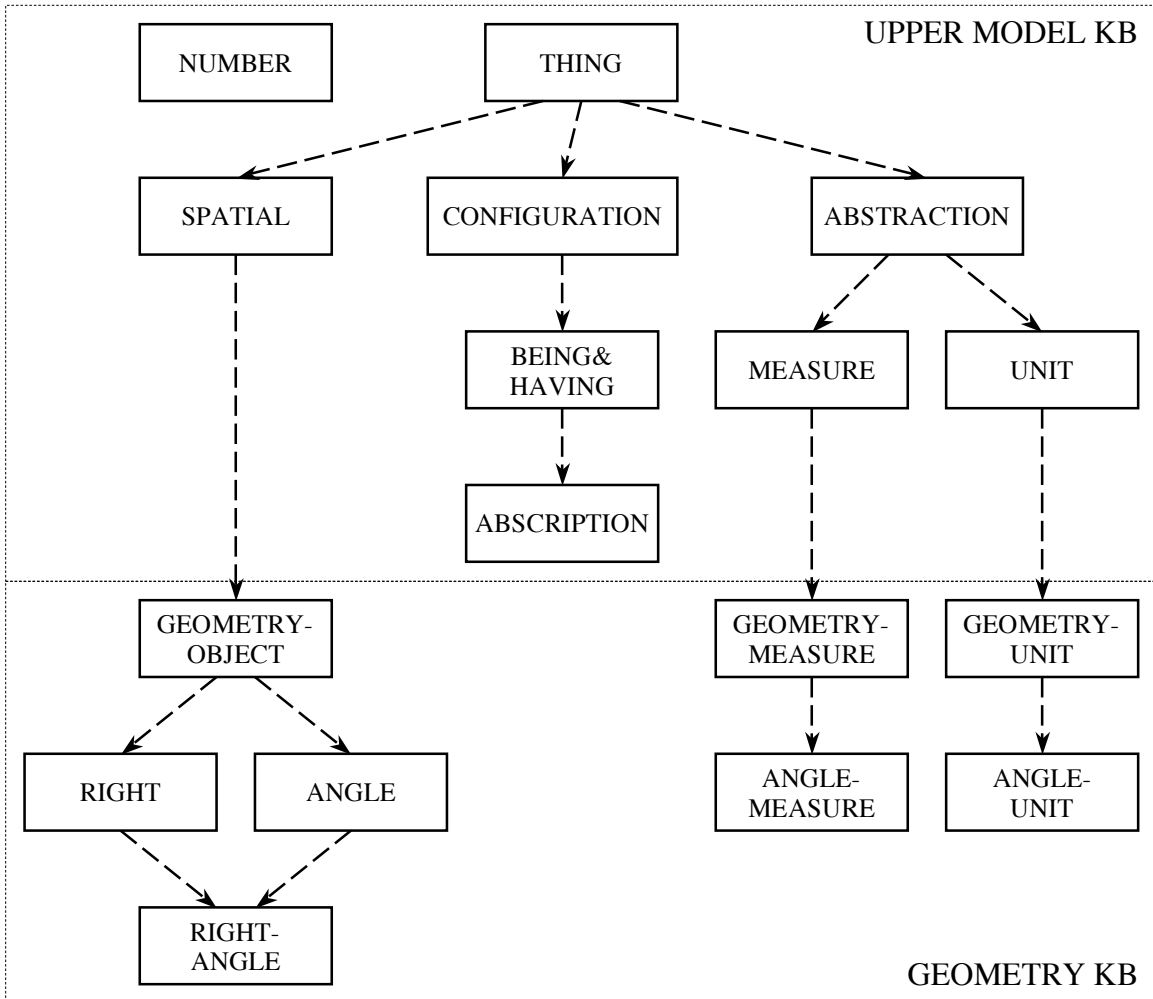 UPPER MODEL KB
NUMBER
THING
SPATIAL
CONFIGURATION
ABSTRACTION
BEING&
HAVING
MEASURE
UNIT
ABSCRIPTION
GEOMETRY-
OBJECT
GEOMETRY-
MEASURE
GEOMETRY-
UNIT
RIGHT
ANGLE
ANGLE-
MEASURE
ANGLE-
UNIT
RIGHT-
ANGLE
GEOMETRY KB